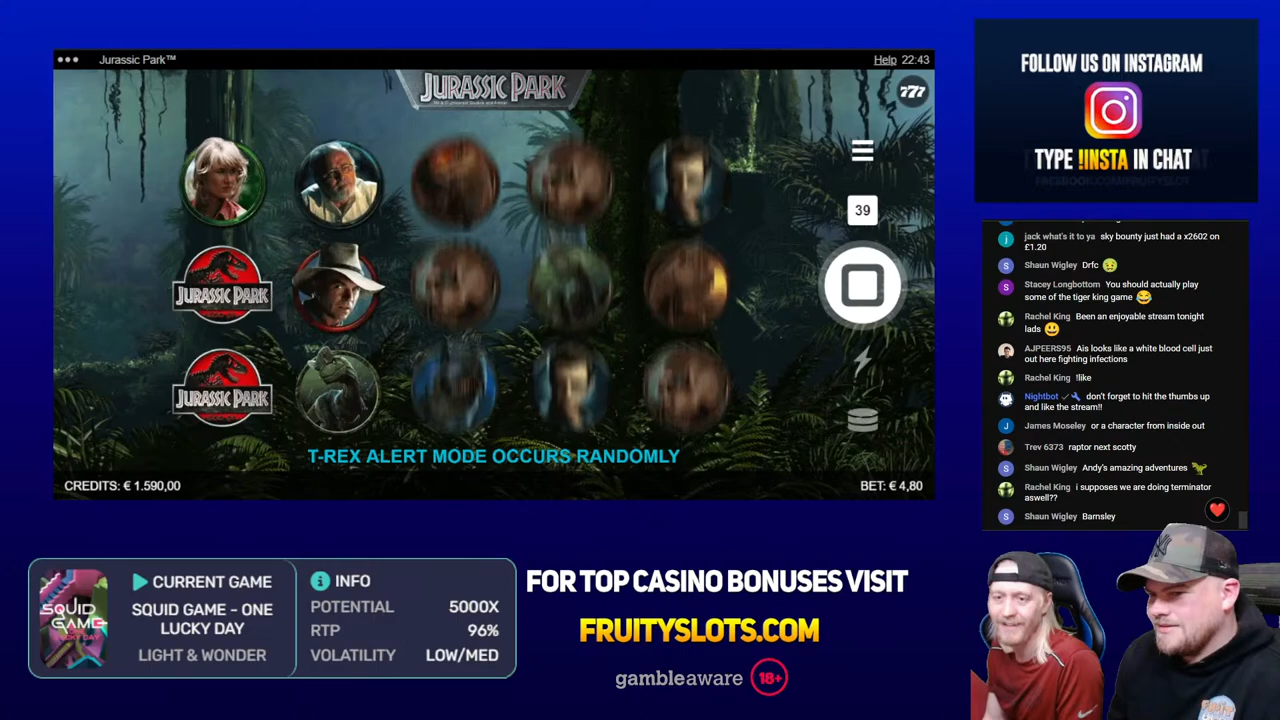 Jurassic Park™
Help 22:43
JURASSIC PARK
777
39
JURASSIC PARK
JURASSIC PARK
T-REX ALERT MODE OCCURS RANDOMLY
CREDITS: € 1.590,00
BET: € 4,80
FOLLOW US ON INSTAGRAM
TYPE !INSTA IN CHAT
jack what's it to ya sky bounty just had a x2602 on
£1.20
Shaun Wigley Drfc
Stacey Longbottom You should actually play
some of the tiger king game
Rachel King Been an enjoyable stream tonight
lads
AJPEERS95 Ais looks like a white blood cell just
out here fighting infections
Rachel King !like
Nightbot don't forget to hit the thumbs up
and like the stream!!
James Moseley or a character from inside out
Trev 6373 raptor next scotty
Shaun Wigley Andy's amazing adventures
Rachel King i supposes we are doing terminator
aswell??
Shaun Wigley Barnsley
SQUID GAME
CURRENT GAME
SQUID GAME - ONE
LUCKY DAY
LIGHT & WONDER
INFO
POTENTIAL 5000X
RTP 96%
VOLATILITY LOW/MED
FOR TOP CASINO BONUSES VISIT
FRUITYSLOTS.COM
gambleaware 18+